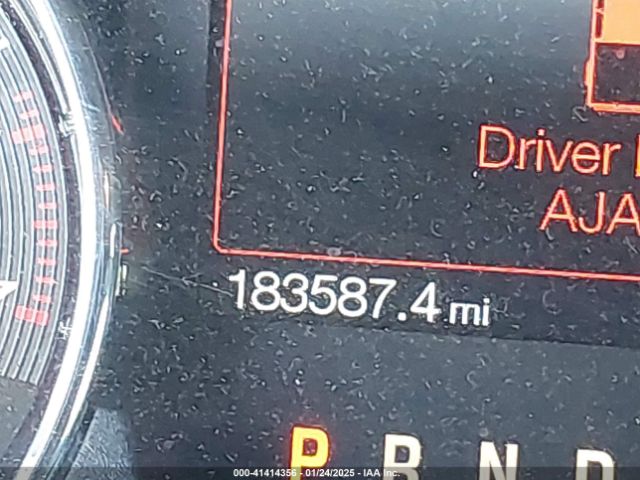 Driver
AJA
183587.4 mi
P R N D
000-41414356 - 01/24/2025 - IAA Inc.